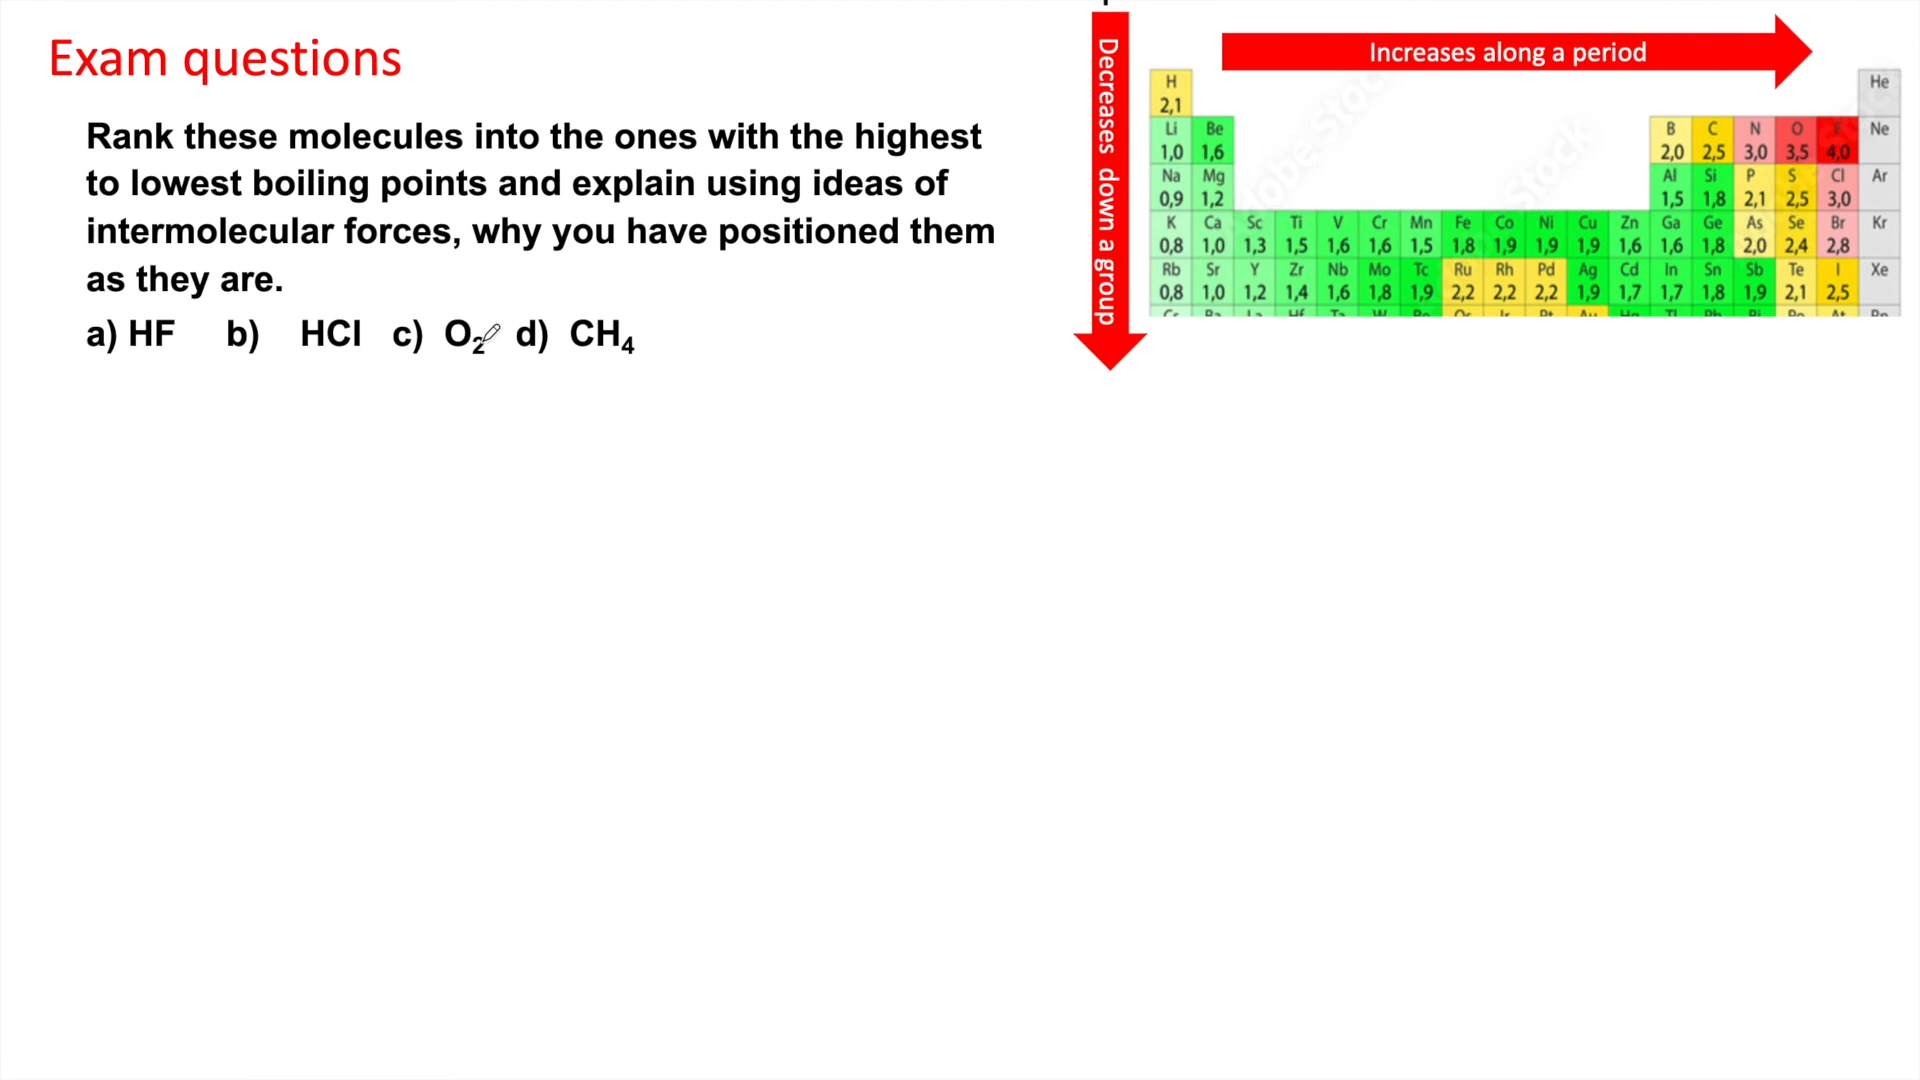 Exam questions
Rank these molecules into the ones with the highest
to lowest boiling points and explain using ideas of
intermolecular forces, why you have positioned them
as they are.
a) HF b) HCl c) O₂ d) CH₄
Decreases down a group
Increases along a period
H He
2,1
Li Be B C N O F Ne
1,0 1,6 2,0 2,5 3,0 3,5 4,0
Na Mg Al Si P S Cl Ar
0,9 1,2 1,5 1,8 2,1 2,5 3,0
K Ca Sc Ti V Cr Mn Fe Co Ni Cu Zn Ga Ge As Se Br Kr
0,8 1,0 1,3 1,5 1,6 1,6 1,5 1,8 1,9 1,9 1,9 1,6 1,6 1,8 2,0 2,4 2,8
Rb Sr Y Zr Nb Mo Tc Ru Rh Pd Ag Cd In Sn Sb Te I Xe
0,8 1,0 1,2 1,4 1,6 1,8 1,9 2,2 2,2 2,2 1,9 1,7 1,7 1,8 1,9 2,1 2,5